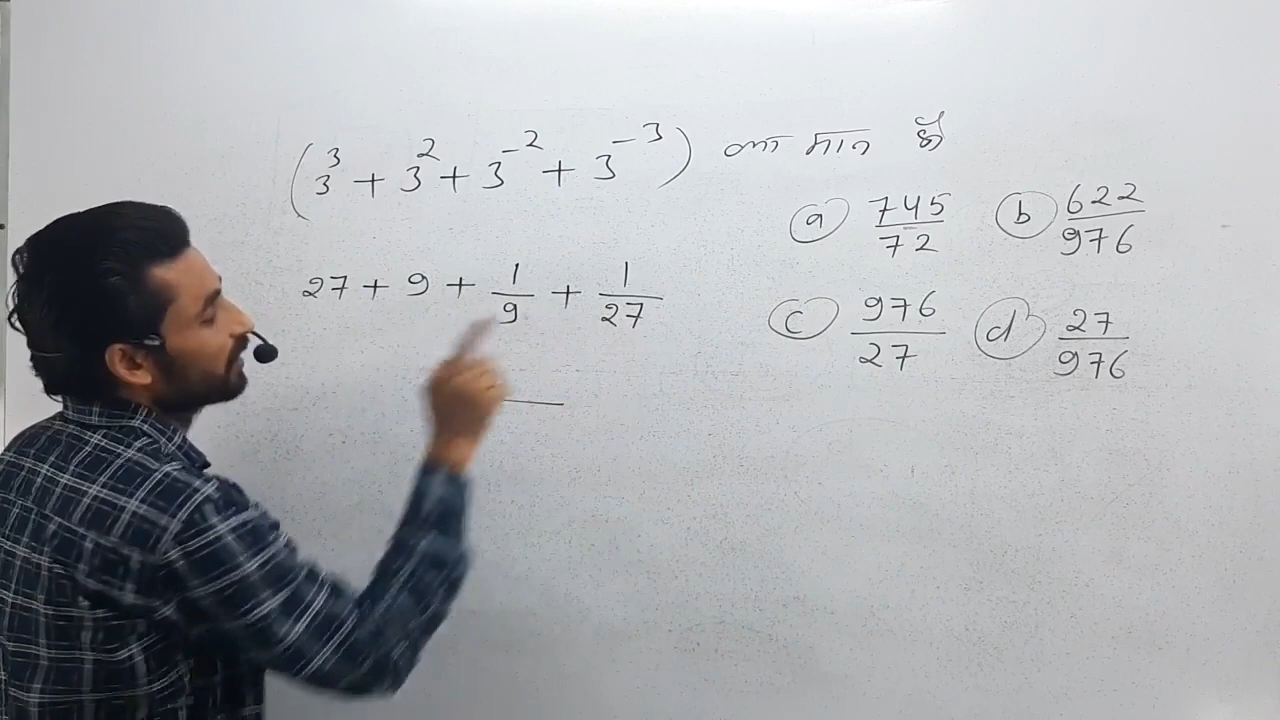 (3³ + 3² + 3⁻² + 3⁻³) का मान है
27 + 9 + 1/9 + 1/27
(a) 745/72 (b) 622/976
(c) 976/27 (d) 27/976